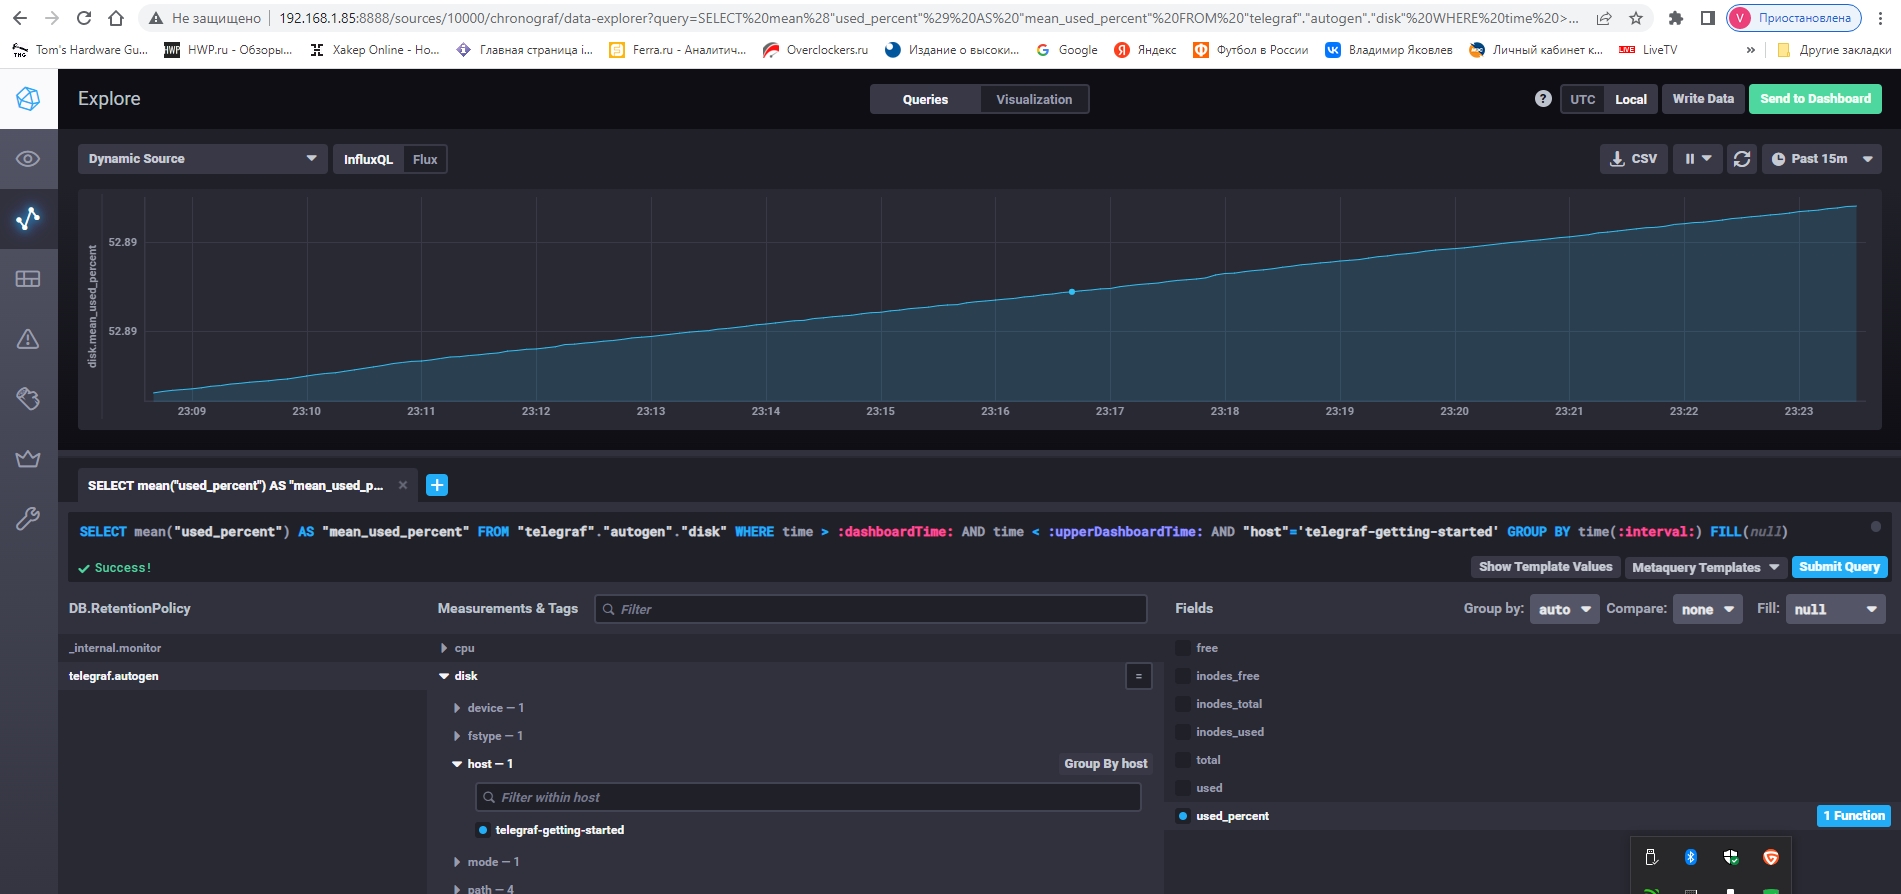 Не защищено 192.168.1.85:8888/sources/10000/chronograf/data-explorer?query=SELECT%20mean%28"used_percent"%29%20AS%20"mean_used_percent"%20FROM%20"telegraf"."autogen"."disk"%20WHERE%20time%20>... V Приостановлена
Tom's Hardware Gu... HWP HWP.ru - Обзоры... Xakep Online - Но... Главная страница i... Ferra.ru - Аналитич... Overclockers.ru Издание о высоки... Google Яндекс Футбол в России Владимир Яковлев Личный кабинет к... LIVE LiveTV » Другие закладки
Explore Queries Visualization ? UTC Local Write Data Send to Dashboard
Dynamic Source InfluxQL Flux CSV Past 15m
disk.mean_used_percent
52.89
52.89
23:09 23:10 23:11 23:12 23:13 23:14 23:15 23:16 23:17 23:18 23:19 23:20 23:21 23:22 23:23
SELECT mean("used_percent") AS "mean_used_p... × +
SELECT mean("used_percent") AS "mean_used_percent" FROM "telegraf"."autogen"."disk" WHERE time > :dashboardTime: AND time < :upperDashboardTime: AND "host"='telegraf-getting-started' GROUP BY time(:interval:) FILL(null)
Success! Show Template Values Metaquery Templates Submit Query
DB.RetentionPolicy Measurements & Tags Filter Fields Group by: auto Compare: none Fill: null
_internal.monitor cpu free
telegraf.autogen disk = inodes_free
device — 1 inodes_total
fstype — 1 inodes_used
host — 1 Group By host total
Filter within host used
telegraf-getting-started used_percent 1 Function
mode — 1
path — 4